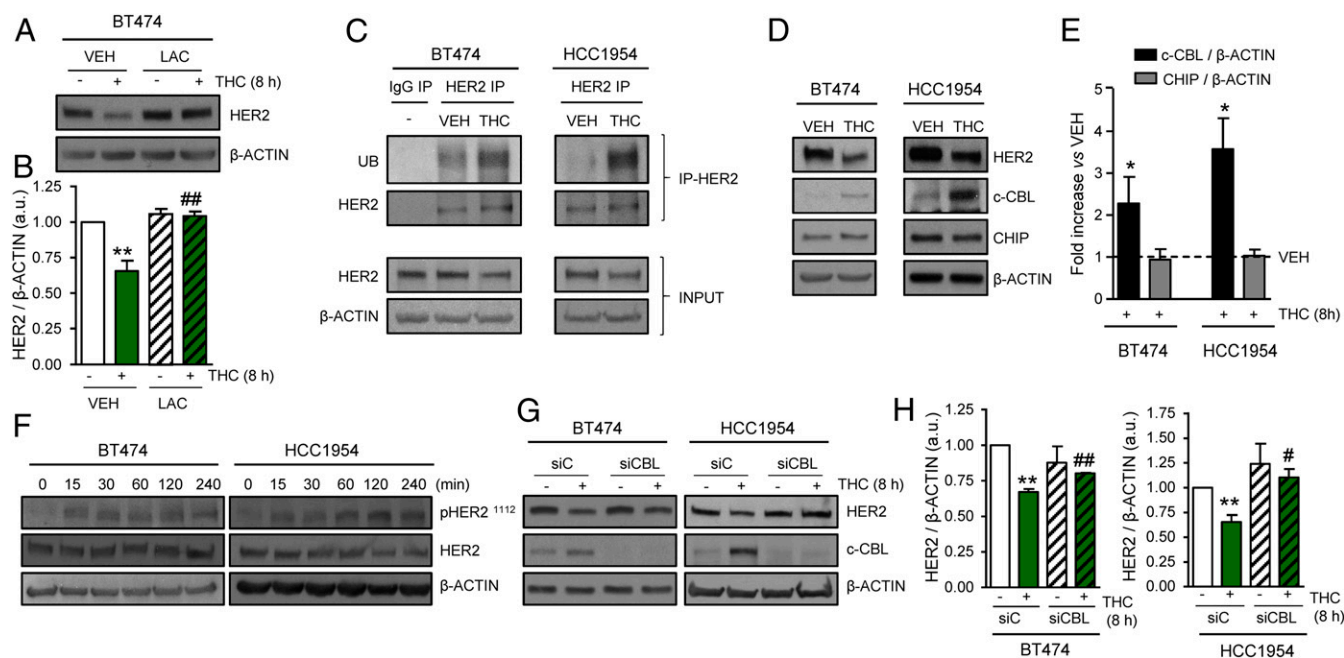 A
BT474
VEH LAC
- + - + THC (8 h)
HER2
β-ACTIN
B
HER2 / β-ACTIN (a.u.)
1.25
1.00
0.75
0.50
0.25
0.00
**
##
- + - + THC (8 h)
VEH LAC
C
BT474 HCC1954
IgG IP HER2 IP HER2 IP
- VEH THC VEH THC
UB
HER2
IP-HER2
HER2
β-ACTIN
INPUT
D
BT474 HCC1954
VEH THC VEH THC
HER2
c-CBL
CHIP
β-ACTIN
E
c-CBL / β-ACTIN
CHIP / β-ACTIN
Fold increase vs VEH
5
4
3
2
1
0
*
*
VEH
+ + + + THC (8h)
BT474 HCC1954
F
BT474 HCC1954
0 15 30 60 120 240 0 15 30 60 120 240 (min)
pHER2 1112
HER2
β-ACTIN
G
BT474 HCC1954
siC siCBL siC siCBL
- + - + - + - + THC (8 h)
HER2
c-CBL
β-ACTIN
H
HER2 / β-ACTIN (a.u.)
1.25
1.00
0.75
0.50
0.25
0.00
**
##
- + - + THC
siC siCBL (8 h)
BT474
HER2 / β-ACTIN (a.u.)
1.75
1.50
1.25
1.00
0.75
0.50
0.25
0.00
**
#
- + - + THC
siC siCBL (8 h)
HCC1954